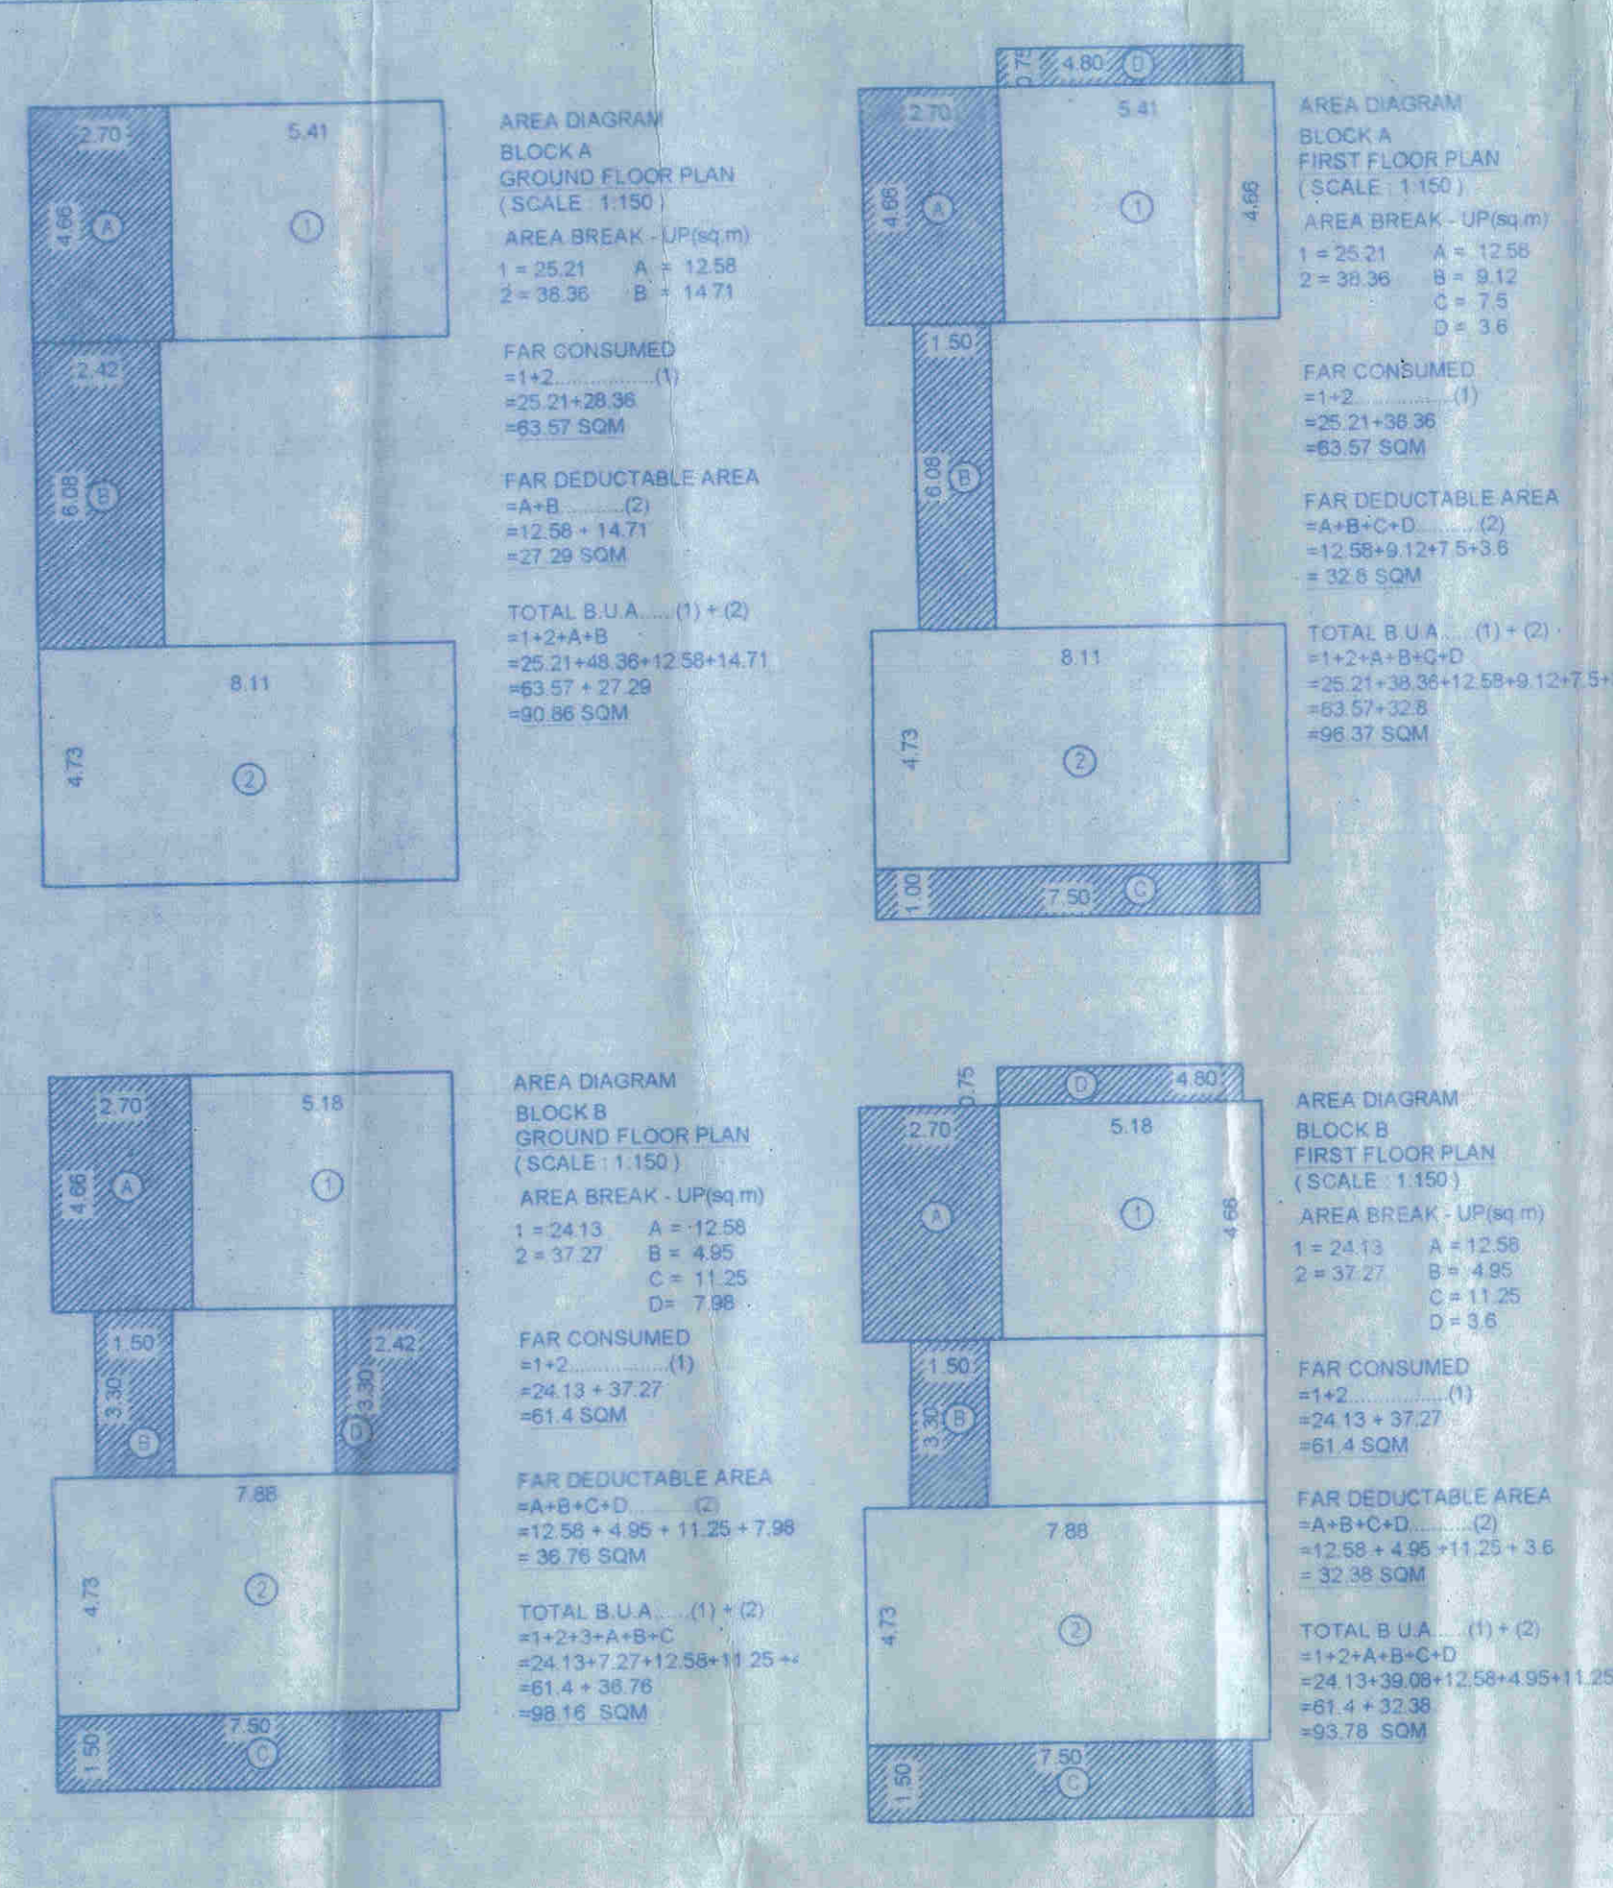 2.70
5.41
4.66
A
1
2.42
6.08
B
8.11
4.73
2
AREA DIAGRAM
BLOCK A
GROUND FLOOR PLAN
( SCALE : 1:150 )
AREA BREAK - UP(sq.m)
1 = 25.21 A = 12.58
2 = 38.36 B = 14.71
FAR CONSUMED
=1+2..................(1)
=25.21+28.36
=63.57 SQM
FAR DEDUCTABLE AREA
=A+B...........(2)
=12.58 + 14.71
=27.29 SQM
TOTAL B.U.A......(1) + (2)
=1+2+A+B
=25.21+48.36+12.58+14.71
=63.57 + 27.29
=90.86 SQM
0.75
4.80
D
2.70
5.41
4.66
A
1
4.66
1.50
6.08
B
8.11
4.73
2
1.00
7.50
C
AREA DIAGRAM
BLOCK A
FIRST FLOOR PLAN
( SCALE : 1:150 )
AREA BREAK - UP(sq.m)
1 = 25.21 A = 12.58
2 = 38.36 B = 9.12
C = 7.5
D = 3.6
FAR CONSUMED
=1+2..................(1)
=25.21+38.36
=63.57 SQM
FAR DEDUCTABLE AREA
=A+B+C+D...........(2)
=12.58+9.12+7.5+3.6
= 32.8 SQM
TOTAL B.U.A......(1) + (2)
=1+2+A+B+C+D
=25.21+38.36+12.58+9.12+7.5+
=63.57+32.8
=96.37 SQM
2.70
5.18
4.66
A
1
1.50
2.42
3.30
3.30
B
D
7.88
4.73
2
1.50
7.50
C
AREA DIAGRAM
BLOCK B
GROUND FLOOR PLAN
( SCALE : 1:150 )
AREA BREAK - UP(sq.m)
1 = 24.13 A = 12.58
2 = 37.27 B = 4.95
C = 11.25
D= 7.98
FAR CONSUMED
=1+2..................(1)
=24.13 + 37.27
=61.4 SQM
FAR DEDUCTABLE AREA
=A+B+C+D...........(2)
=12.58 + 4.95 + 11.25 + 7.98
= 36.76 SQM
TOTAL B.U.A......(1) + (2)
=1+2+3+A+B+C
=24.13+7.27+12.58+11.25 +
=61.4 + 36.76
=98.16 SQM
0.75
D
4.80
2.70
5.18
A
1
4.66
1.50
3.30
B
7.88
4.73
2
1.50
7.50
C
AREA DIAGRAM
BLOCK B
FIRST FLOOR PLAN
( SCALE : 1:150 )
AREA BREAK - UP(sq.m)
1 = 24.13 A = 12.58
2 = 37.27 B = 4.95
C = 11.25
D = 3.6
FAR CONSUMED
=1+2..................(1)
=24.13 + 37.27
=61.4 SQM
FAR DEDUCTABLE AREA
=A+B+C+D...........(2)
=12.58 + 4.95 +11.25 + 3.6
= 32.38 SQM
TOTAL B.U.A......(1) + (2)
=1+2+A+B+C+D
=24.13+39.08+12.58+4.95+11.25
=61.4 + 32.38
=93.78 SQM